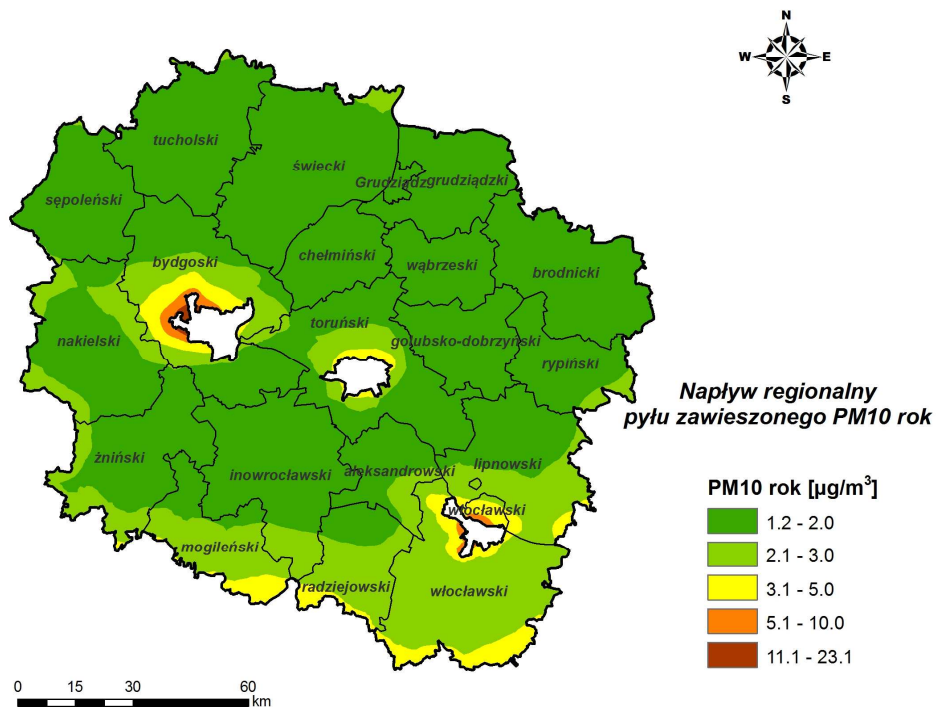 N
W E
S
tucholski
świecki
Grudziądz
grudziądzki
sępoleński
chełmiński
bydgoski
wąbrzeski
brodnicki
toruński
nakielski
golubsko-dobrzyński
rypiński
Napływ regionalny
pyłu zawieszonego PM10 rok
żniński
inowrocławski
aleksandrowski
lipnowski
włocławski
mogileński
radziejowski
włocławski
PM10 rok [µg/m³]
1.2 - 2.0
2.1 - 3.0
3.1 - 5.0
5.1 - 10.0
11.1 - 23.1
0 15 30 60
km